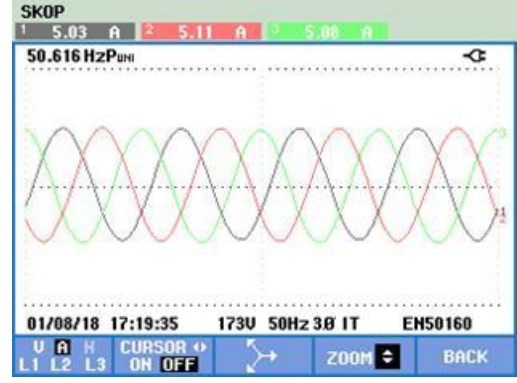 SKOP
1 5.03 A 2 5.11 A 3 5.08 A
50.616 HzPUNI
3
1
01/08/18 17:19:35 173V 50Hz 3Ø IT EN50160
V A H CURSOR ZOOM BACK
L1 L2 L3 ON OFF